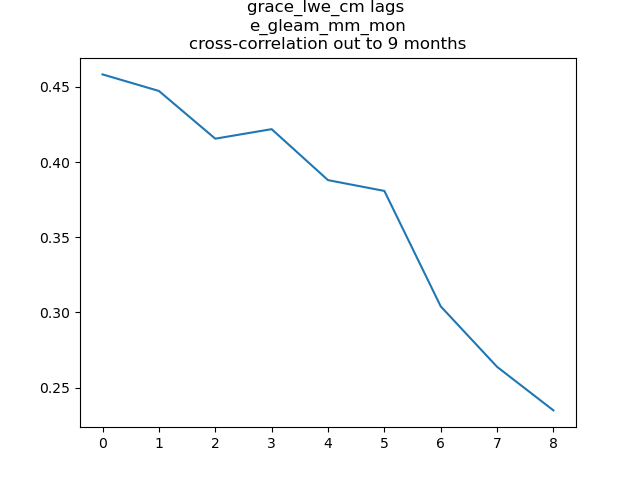 grace_lwe_cm lags
e_gleam_mm_mon
cross-correlation out to 9 months
0.45
0.40
0.35
0.30
0.25
0 1 2 3 4 5 6 7 8